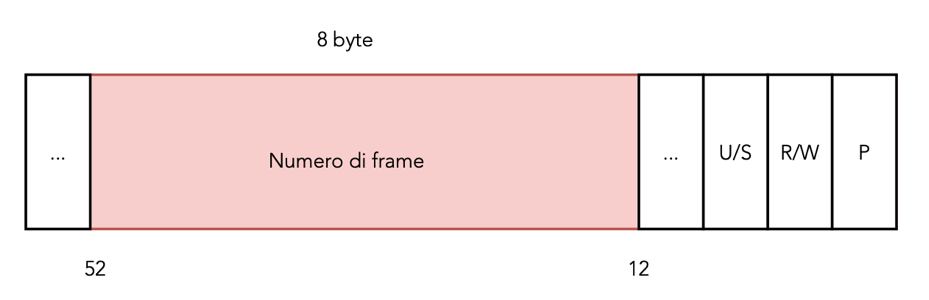 8 byte
...
Numero di frame
...
U/S
R/W
P
52
12